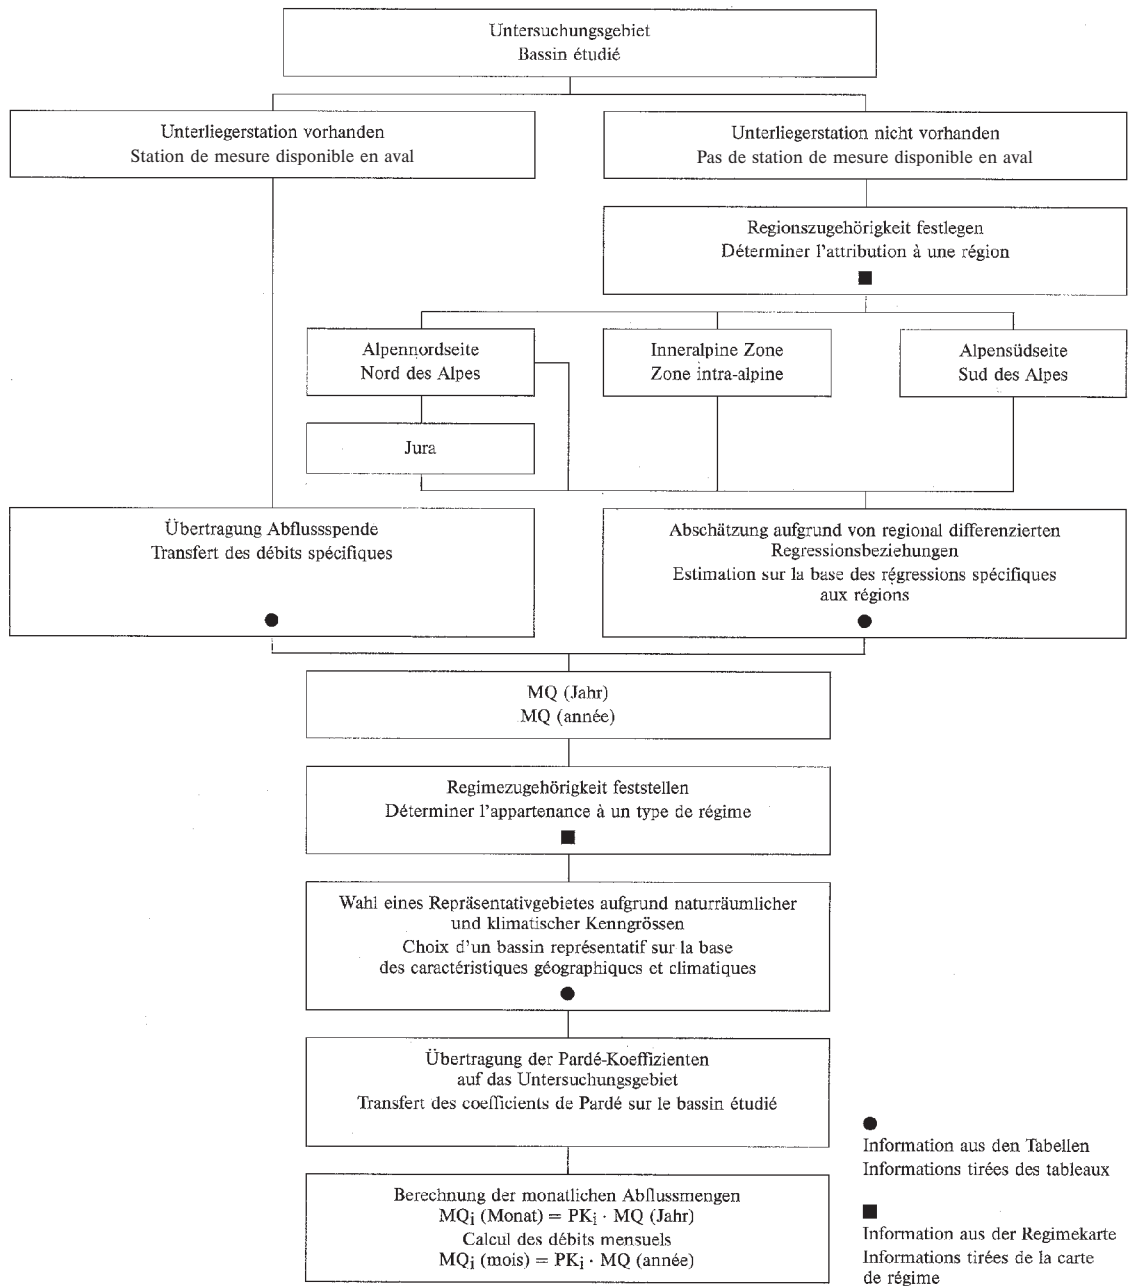 Untersuchungsgebiet
Bassin étudié
Unterliegerstation vorhanden
Station de mesure disponible en aval
Unterliegerstation nicht vorhanden
Pas de station de mesure disponible en aval
Regionszugehörigkeit festlegen
Déterminer l'attribution à une région
Alpennordseite
Nord des Alpes
Inneralpine Zone
Zone intra-alpine
Alpensüdseite
Sud des Alpes
Jura
Übertragung Abflussspende
Transfert des débits spécifiques
Abschätzung aufgrund von regional differenzierten
Regressionsbeziehungen
Estimation sur la base des régressions spécifiques
aux régions
MQ (Jahr)
MQ (année)
Regimezugehörigkeit feststellen
Déterminer l'appartenance à un type de régime
Wahl eines Repräsentativgebietes aufgrund naturräumlicher
und klimatischer Kenngrössen
Choix d'un bassin représentatif sur la base
des caractéristiques géographiques et climatiques
Übertragung der Pardé-Koeffizienten
auf das Untersuchungsgebiet
Transfert des coefficients de Pardé sur le bassin étudié
Berechnung der monatlichen Abflussmengen
MQi (Monat) = PKi · MQ (Jahr)
Calcul des débits mensuels
MQi (mois) = PKi · MQ (année)
Information aus den Tabellen
Informations tirées des tableaux
Information aus der Regimekarte
Informations tirées de la carte
de régime